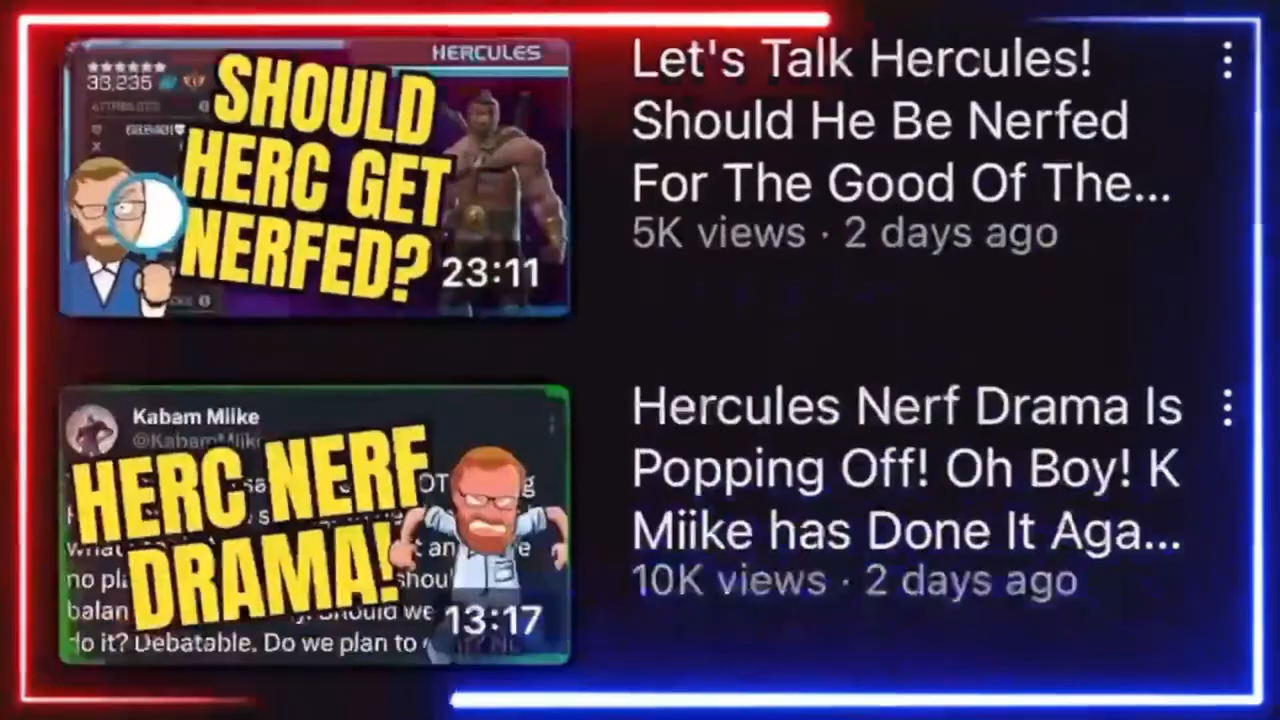 HERCULES
33,235
SHOULD
HERC GET
NERFED?
23:11
Let's Talk Hercules!
Should He Be Nerfed
For The Good Of The...
5K views · 2 days ago
Kabam Miike
@KabamMiike
HERC NERF
DRAMA!
do it? Debatable. Do we plan to
13:17
Hercules Nerf Drama Is
Popping Off! Oh Boy! K
Miike has Done It Aga...
10K views · 2 days ago